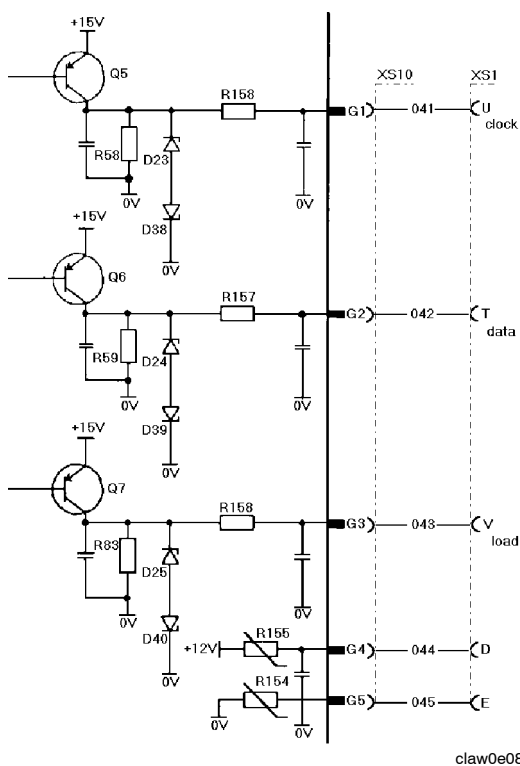 +15V
Q5
XS10 XS1
R158
G1 041 U
clock
R58 D23
0V
D38
0V
+15V
Q6
R157
G2 042 T
data
R59 D24
0V 0V
D39
0V
+15V
Q7
R158
G3 043 V
load
R83 D25
0V 0V
D40
0V
R155
+12V G4 044 D
R154
G5 045 E
0V 0V
claw0e08